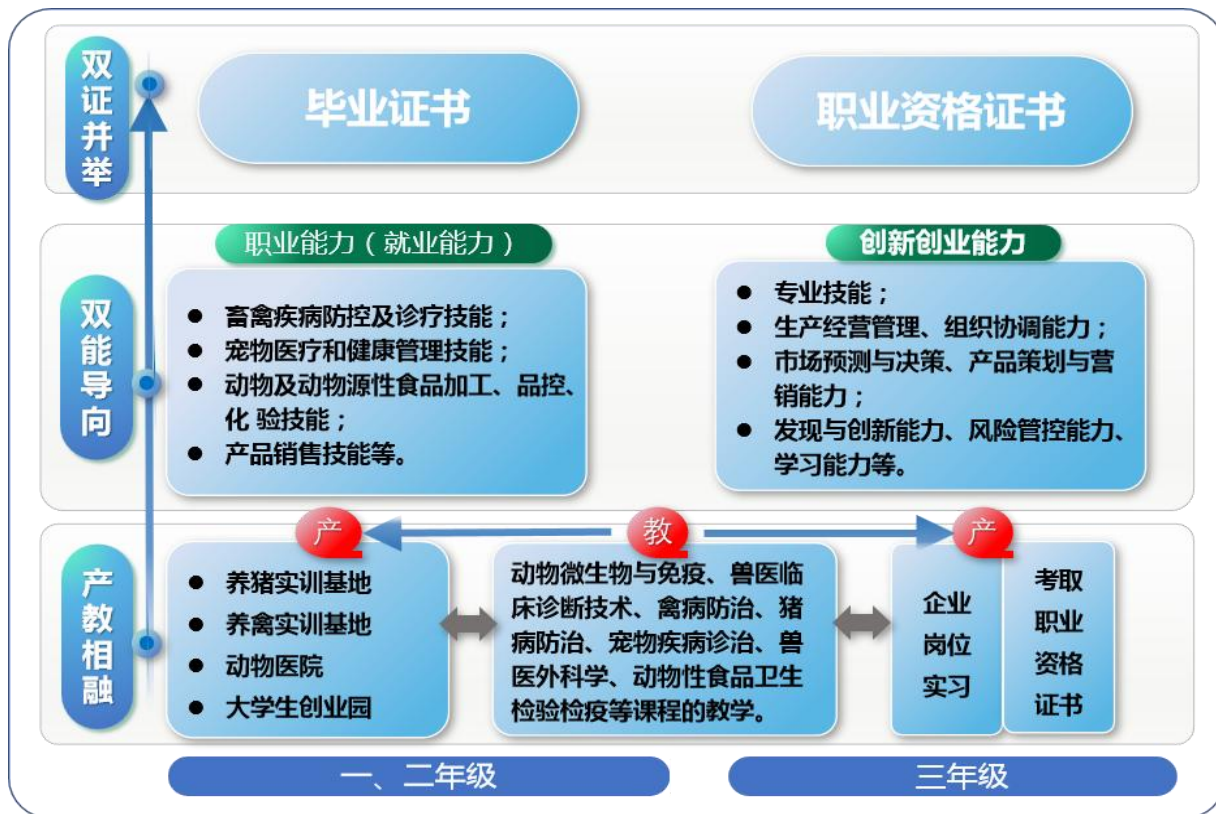 双证并举
毕业证书
职业资格证书
双能导向
职业能力（就业能力）
● 畜禽疾病防控及诊疗技能；
● 宠物医疗和健康管理技能；
● 动物及动物源性食品加工、品控、
化 验技能；
● 产品销售技能等。
创新创业能力
● 专业技能；
● 生产经营管理、组织协调能力；
● 市场预测与决策、产品策划与营
销能力；
● 发现与创新能力、风险管控能力、
学习能力等。
产教相融
产
● 养猪实训基地
● 养禽实训基地
● 动物医院
● 大学生创业园
教
动物微生物与免疫、兽医临
床诊断技术、禽病防治、猪
病防治、宠物疾病诊治、兽
医外科学、动物性食品卫生
检验检疫等课程的教学。
产
企业
岗位
实习
考取
职业
资格
证书
一、二年级
三年级